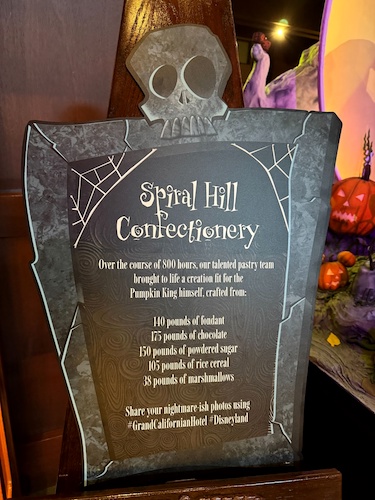 Spiral Hill
Confectionery
Over the course of 800 hours, our talented pastry team
brought to life a creation fit for the
Pumpkin King himself, crafted from:
140 pounds of fondant
175 pounds of chocolate
150 pounds of powdered sugar
105 pounds of rice cereal
38 pounds of marshmallows
Share your nightmare-ish photos using
#GrandCalifornianHotel #Disneyland